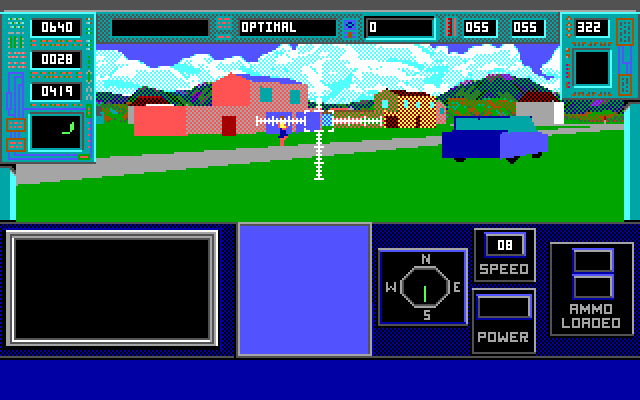 0640
OPTIMAL
0
055
055
322
0028
0419
N
W
E
S
08
SPEED
POWER
AMMO
LOADED